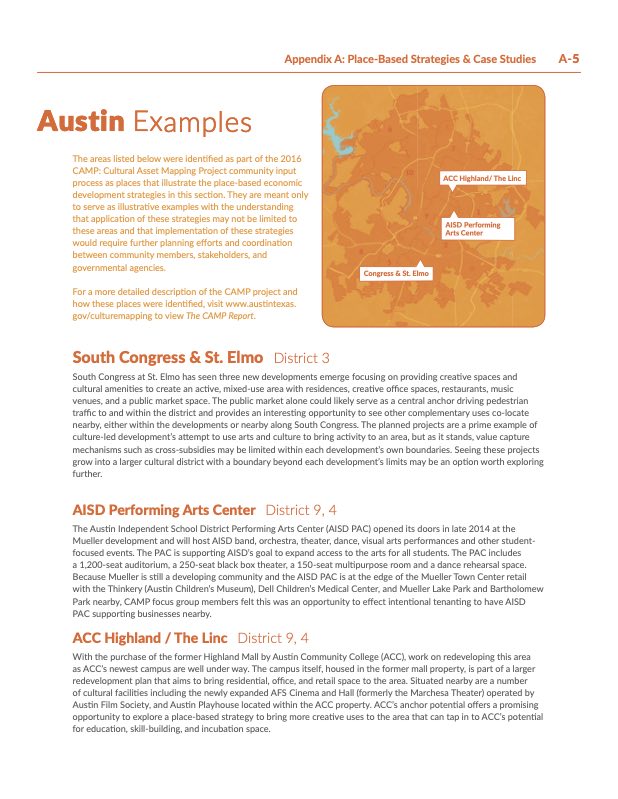 Appendix A: Place-Based Strategies & Case Studies A-5
Austin Examples
The areas listed below were identified as part of the 2016
CAMP: Cultural Asset Mapping Project community input
process as places that illustrate the place-based economic
development strategies in this section. They are meant only
to serve as illustrative examples with the understanding
that application of these strategies may not be limited to
these areas and that implementation of these strategies
would require further planning efforts and coordination
between community members, stakeholders, and
governmental agencies.
For a more detailed description of the CAMP project and
how these places were identified, visit www.austintexas.
gov/culturemapping to view The CAMP Report.
ACC Highland/ The Linc
AISD Performing
Arts Center
Congress & St. Elmo
South Congress & St. Elmo District 3
South Congress at St. Elmo has seen three new developments emerge focusing on providing creative spaces and
cultural amenities to create an active, mixed-use area with residences, creative office spaces, restaurants, music
venues, and a public market space. The public market alone could likely serve as a central anchor driving pedestrian
traffic to and within the district and provides an interesting opportunity to see other complementary uses co-locate
nearby, either within the developments or nearby along South Congress. The planned projects are a prime example of
culture-led development's attempt to use arts and culture to bring activity to an area, but as it stands, value capture
mechanisms such as cross-subsidies may be limited within each development's own boundaries. Seeing these projects
grow into a larger cultural district with a boundary beyond each development's limits may be an option worth exploring
further.
AISD Performing Arts Center District 9, 4
The Austin Independent School District Performing Arts Center (AISD PAC) opened its doors in late 2014 at the
Mueller development and will host AISD band, orchestra, theater, dance, visual arts performances and other student-
focused events. The PAC is supporting AISD's goal to expand access to the arts for all students. The PAC includes
a 1,200-seat auditorium, a 250-seat black box theater, a 150-seat multipurpose room and a dance rehearsal space.
Because Mueller is still a developing community and the AISD PAC is at the edge of the Mueller Town Center retail
with the Thinkery (Austin Children's Museum), Dell Children's Medical Center, and Mueller Lake Park and Bartholomew
Park nearby, CAMP focus group members felt this was an opportunity to effect intentional tenanting to have AISD
PAC supporting businesses nearby.
ACC Highland / The Linc District 9, 4
With the purchase of the former Highland Mall by Austin Community College (ACC), work on redeveloping this area
as ACC's newest campus are well under way. The campus itself, housed in the former mall property, is part of a larger
redevelopment plan that aims to bring residential, office, and retail space to the area. Situated nearby are a number
of cultural facilities including the newly expanded AFS Cinema and Hall (formerly the Marchesa Theater) operated by
Austin Film Society, and Austin Playhouse located within the ACC property. ACC's anchor potential offers a promising
opportunity to explore a place-based strategy to bring more creative uses to the area that can tap in to ACC's potential
for education, skill-building, and incubation space.